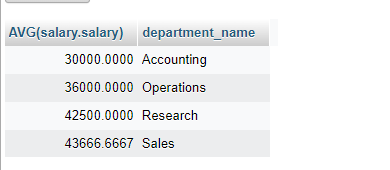 AVG(salary.salary) department_name
30000.0000 Accounting
36000.0000 Operations
42500.0000 Research
43666.6667 Sales